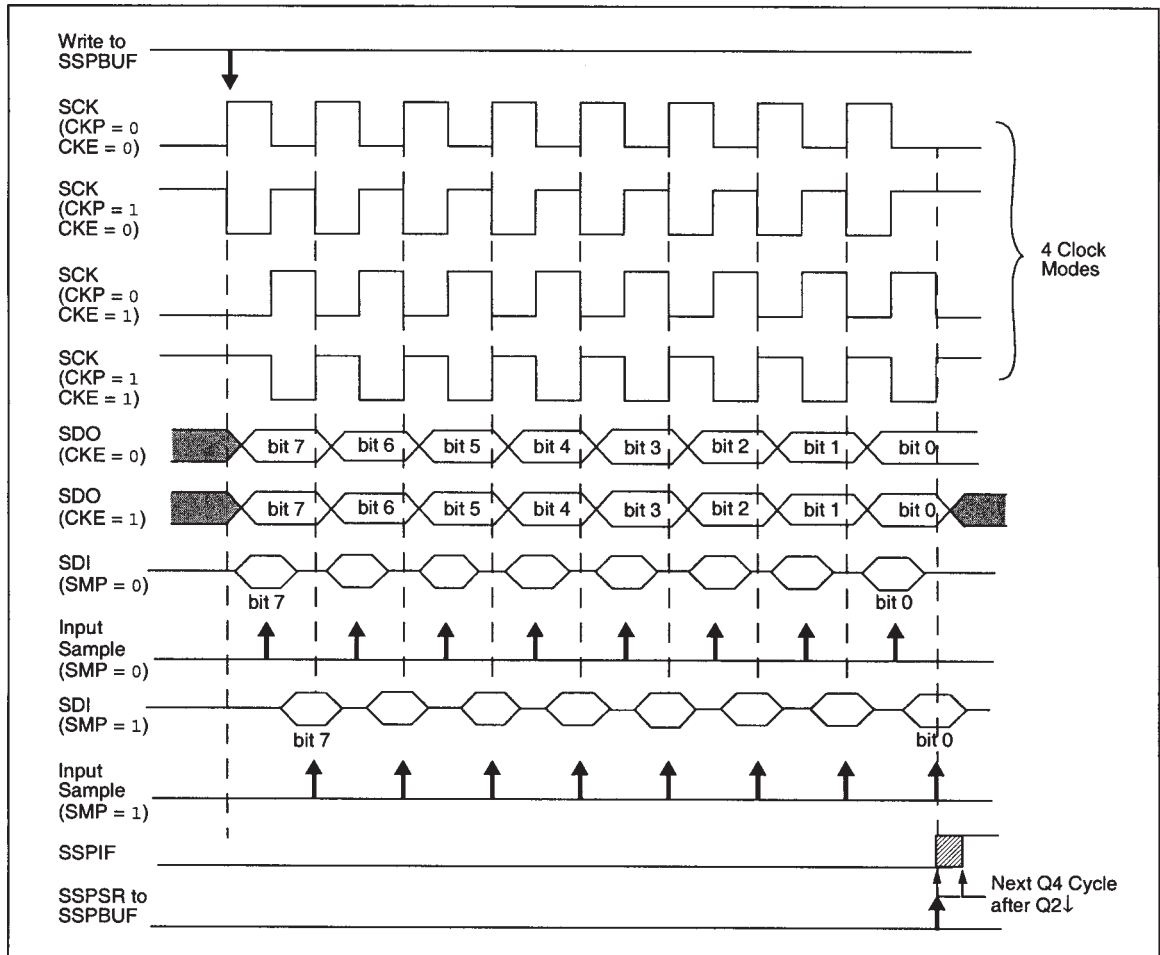 Write to
SSPBUF
SCK
(CKP = 0
CKE = 0)
SCK
(CKP = 1
CKE = 0)
SCK
(CKP = 0
CKE = 1)
SCK
(CKP = 1
CKE = 1)
4 Clock
Modes
SDO
(CKE = 0)
bit 7 bit 6 bit 5 bit 4 bit 3 bit 2 bit 1 bit 0
SDO
(CKE = 1)
bit 7 bit 6 bit 5 bit 4 bit 3 bit 2 bit 1 bit 0
SDI
(SMP = 0)
bit 7 bit 0
Input
Sample
(SMP = 0)
SDI
(SMP = 1)
bit 7 bit 0
Input
Sample
(SMP = 1)
SSPIF
SSPSR to
SSPBUF
Next Q4 Cycle
after Q2↓